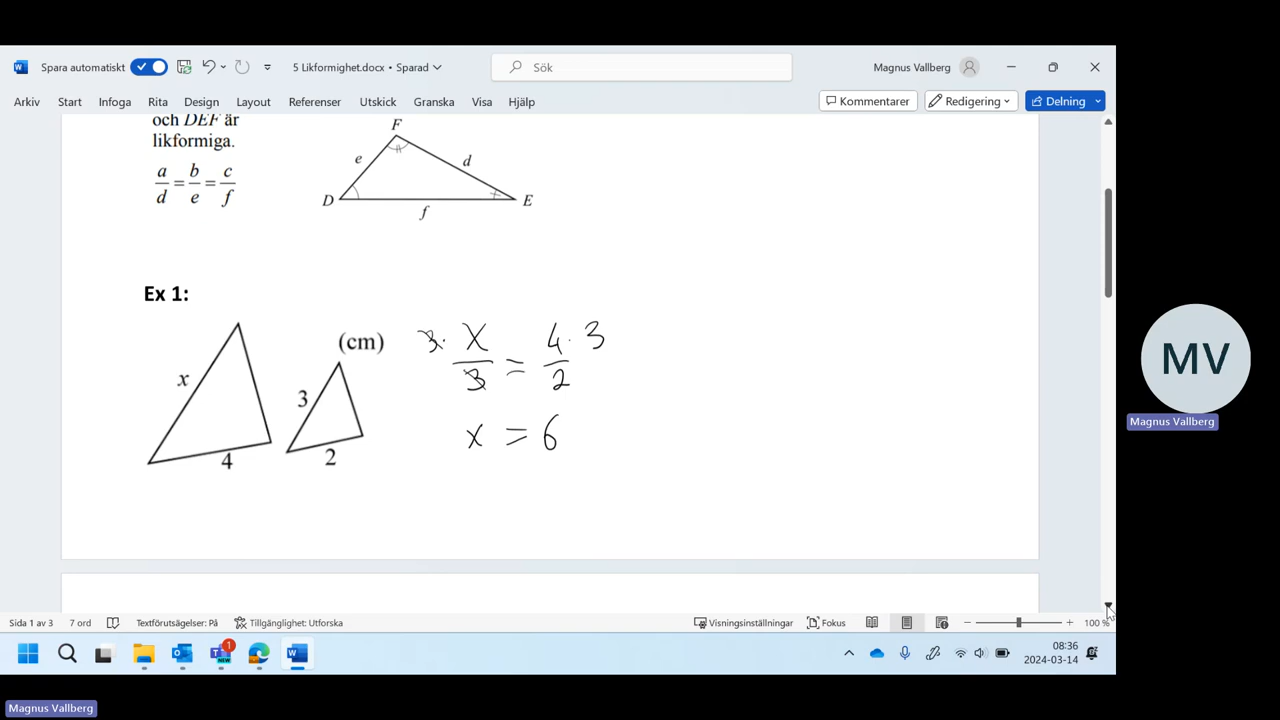 Spara automatiskt
5 Likformighet.docx • Sparad
Sök
Magnus Vallberg
Arkiv Start Infoga Rita Design Layout Referenser Utskick Granska Visa Hjälp
Kommentarer Redigering Delning
och DEF är
likformiga.
a/d = b/e = c/f
F
e
d
D
E
f
Ex 1:
(cm)
x
4
3
2
3· x/3 = 4·3/2
x = 6
MV
Magnus Vallberg
Sida 1 av 3 7 ord Textförutsägelser: På Tillgänglighet: Utforska Visningsinställningar Fokus 100 %
1
NEW
08:36
2024-03-14
Magnus Vallberg